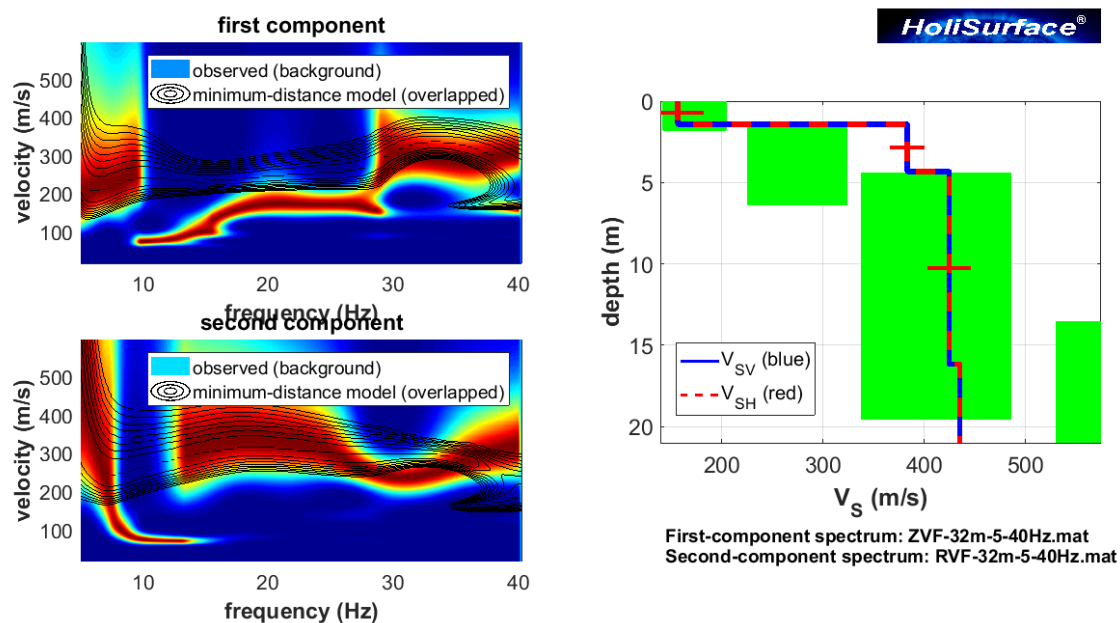 first component
observed (background)
minimum-distance model (overlapped)
500
400
300
200
100
velocity (m/s)
10
20
30
40
frequency (Hz)
second component
observed (background)
minimum-distance model (overlapped)
500
400
300
200
100
velocity (m/s)
10
20
30
40
frequency (Hz)
HoliSurface®
0
5
10
15
20
depth (m)
V_SV (blue)
V_SH (red)
200
300
400
500
V_S (m/s)
First-component spectrum: ZVF-32m-5-40Hz.mat
Second-component spectrum: RVF-32m-5-40Hz.mat